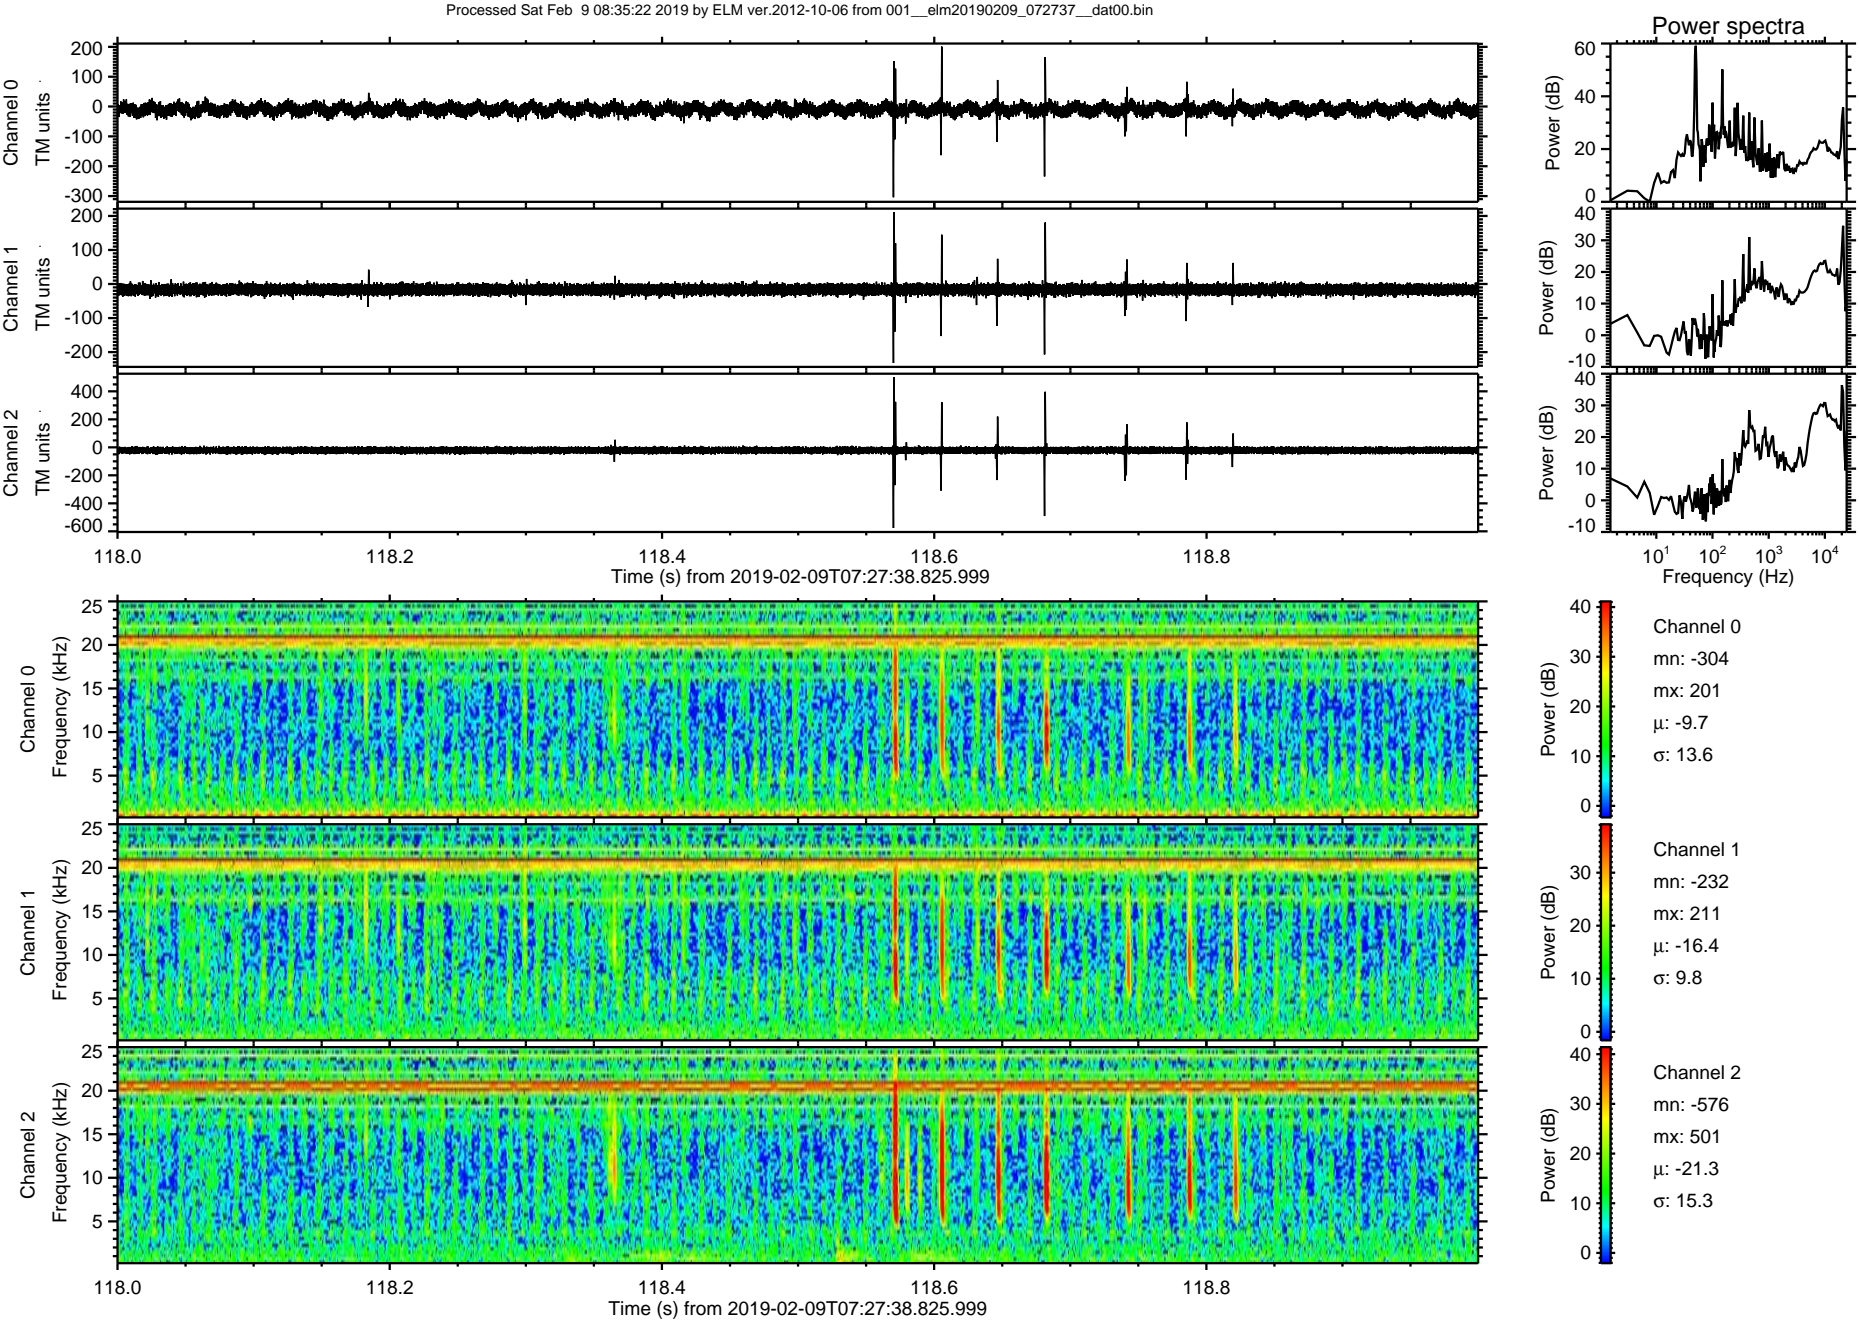 Processed Sat Feb  9 08:35:22 2019 by ELM ver.2012-10-06 from 001__elm20190209_072737__dat00.bin
Power spectra
Channel 0
TM units
200
100
0
-100
-200
-300
Power (dB)
60
40
20
0
Channel 1
TM units
200
100
0
-100
-200
Power (dB)
40
30
20
10
0
-10
Channel 2
TM units
400
200
0
-200
-400
-600
Power (dB)
40
30
20
10
0
-10
118.0 118.2 118.4 118.6 118.8
Time (s) from 2019-02-09T07:27:38.825.999
10^1 10^2 10^3 10^4
Frequency (Hz)
Channel 0
Frequency (kHz)
25
20
15
10
5
Power (dB)
40
30
20
10
0
Channel 0
mn: -304
mx: 201
μ: -9.7
σ: 13.6
Channel 1
Frequency (kHz)
25
20
15
10
5
Power (dB)
30
20
10
0
Channel 1
mn: -232
mx: 211
μ: -16.4
σ: 9.8
Channel 2
Frequency (kHz)
25
20
15
10
5
Power (dB)
40
30
20
10
0
Channel 2
mn: -576
mx: 501
μ: -21.3
σ: 15.3
118.0 118.2 118.4 118.6 118.8
Time (s) from 2019-02-09T07:27:38.825.999